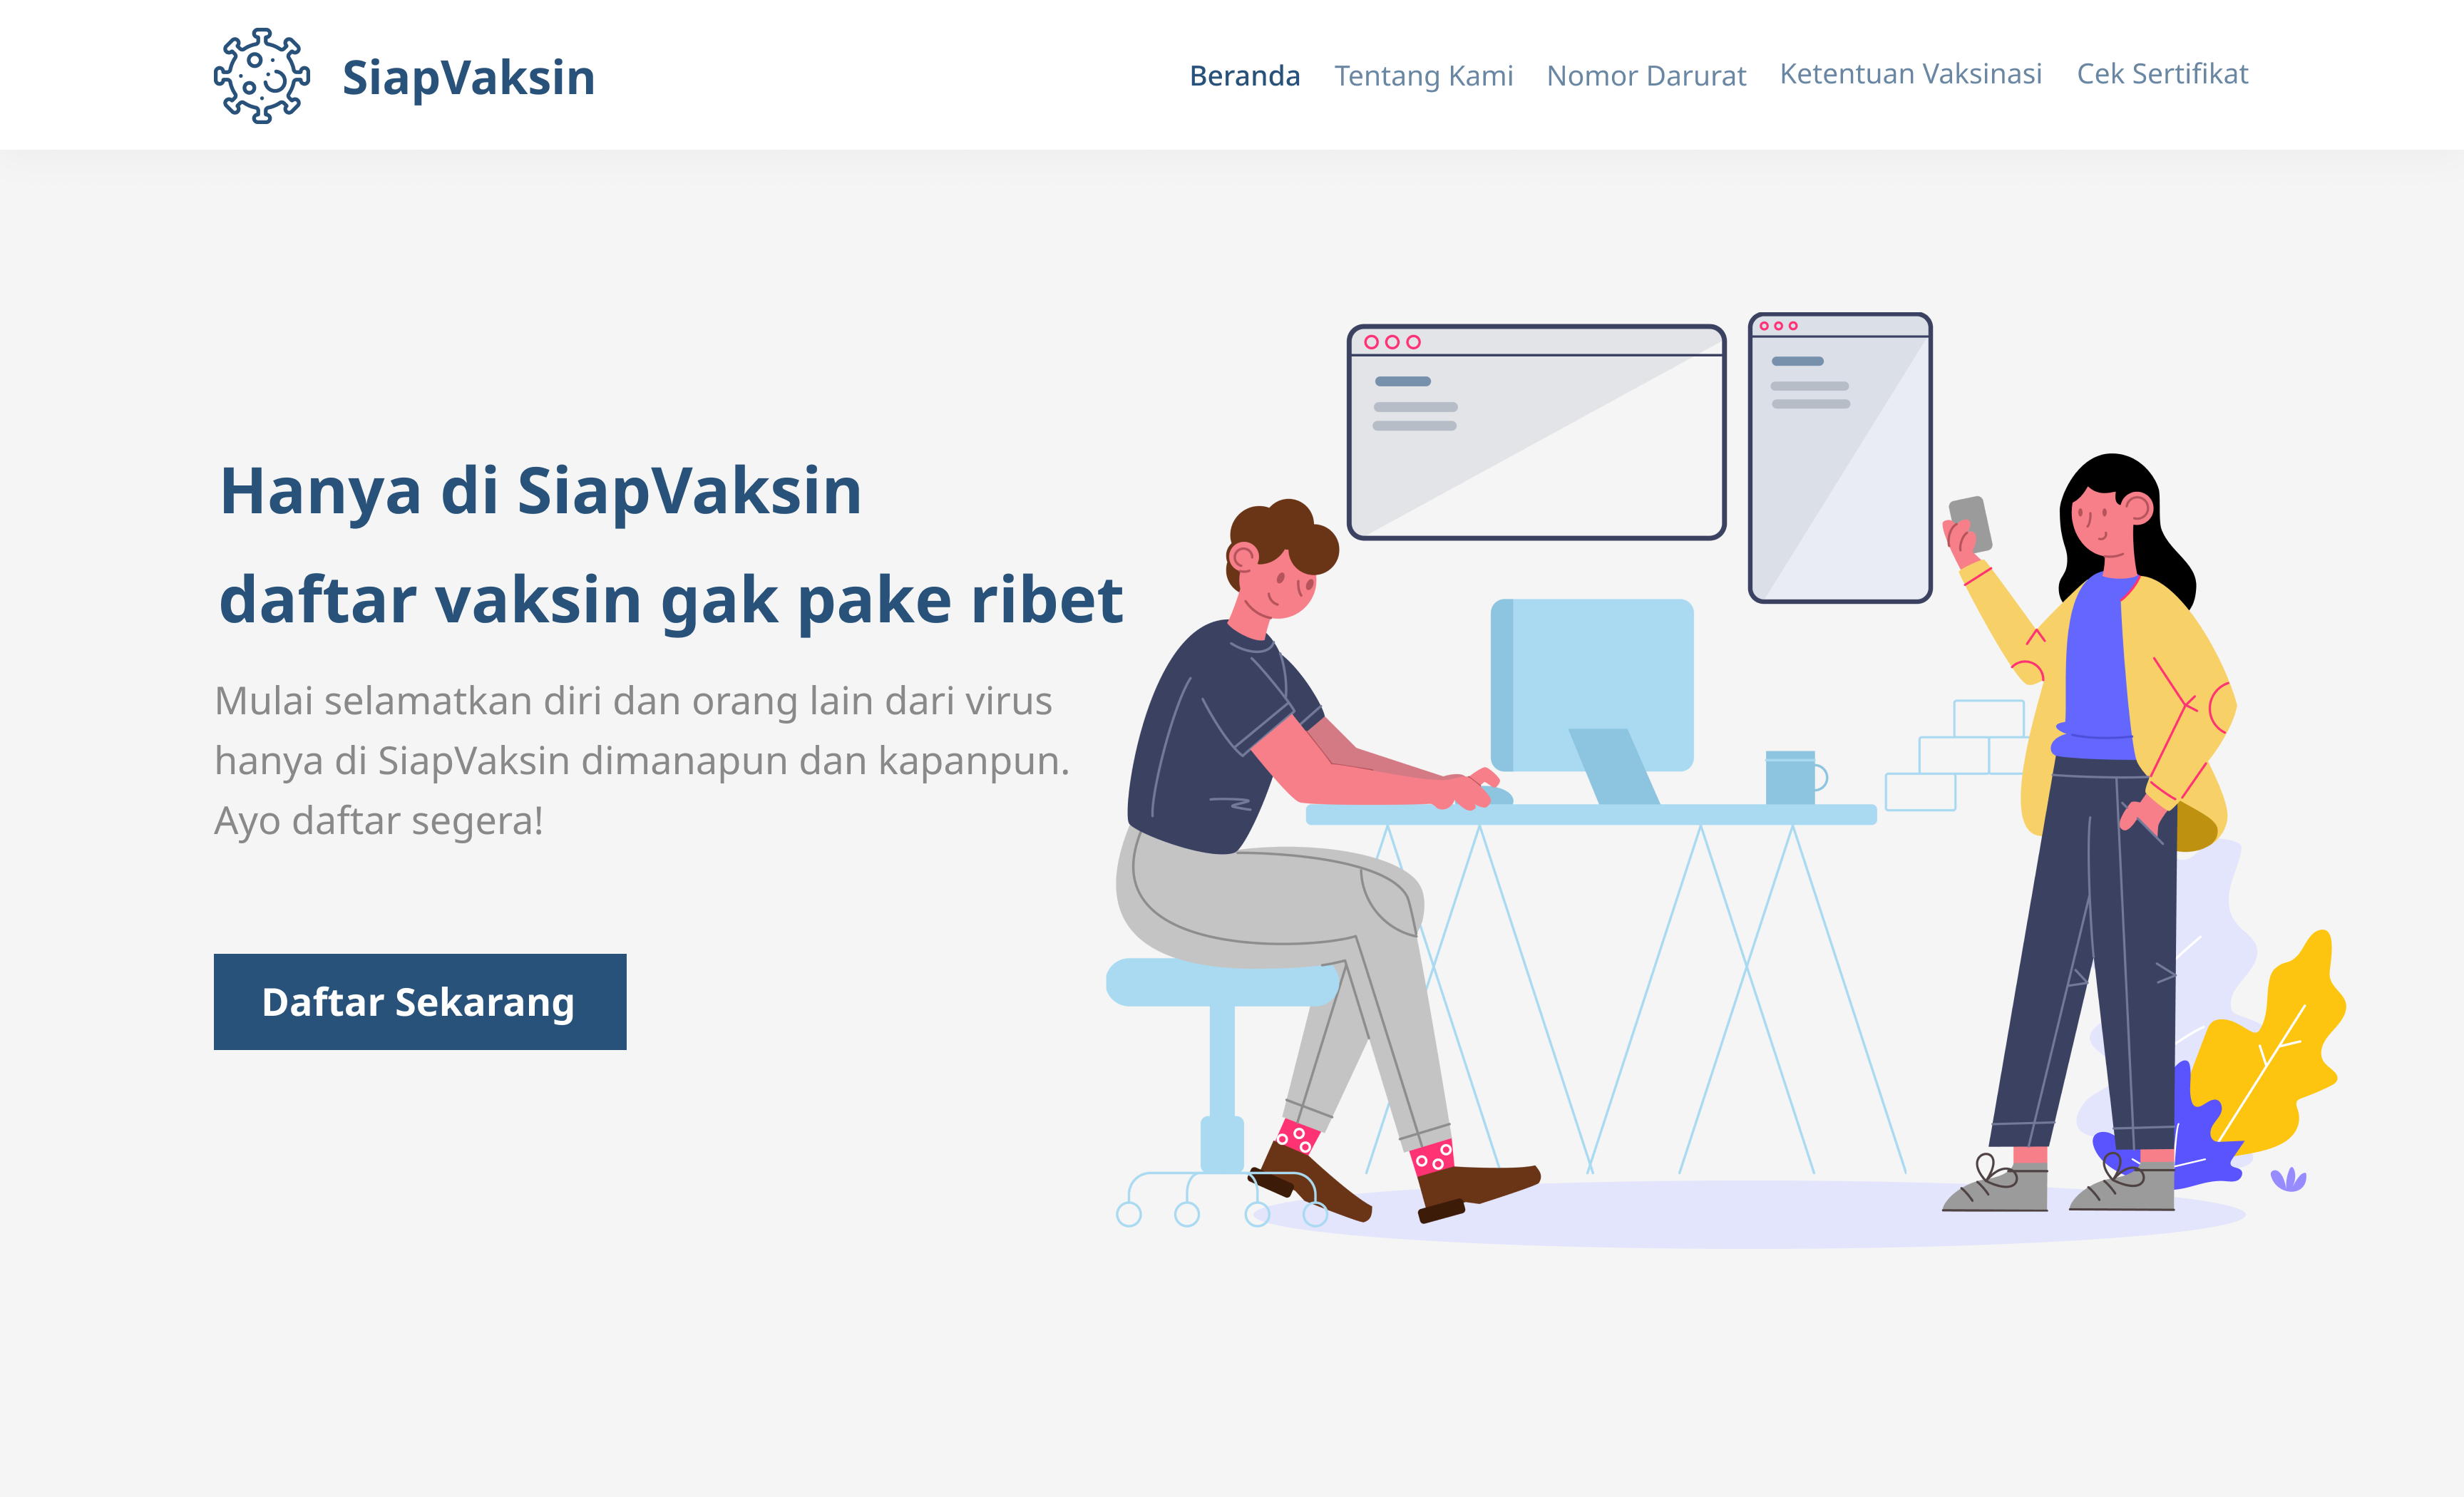 SiapVaksin
Beranda Tentang Kami Nomor Darurat Ketentuan Vaksinasi Cek Sertifikat
Hanya di SiapVaksin
daftar vaksin gak pake ribet
Mulai selamatkan diri dan orang lain dari virus
hanya di SiapVaksin dimanapun dan kapanpun.
Ayo daftar segera!
Daftar Sekarang